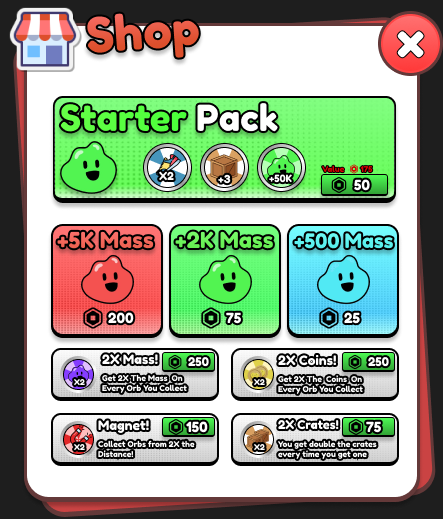 Shop
Starter Pack
X2
+3
+50K
Value 175
50
+5K Mass
200
+2K Mass
75
+500 Mass
25
2X Mass! 250
X2
Get 2X The Mass On
Every Orb You Collect
2X Coins! 250
X2
Get 2X The Coins On
Every Orb You Collect
Magnet! 150
X2
Collect Orbs from 2X the
Distance!
2X Crates! 75
X2
You get double the crates
every time you get one